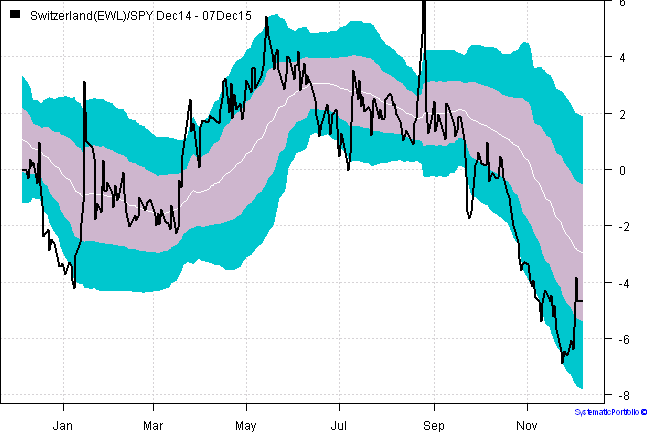 Switzerland(EWL)/SPY Dec14 - 07Dec15
6
4
2
0
-2
-4
-6
-8
Jan Mar May Jul Sep Nov
SystematicPortfolio ©